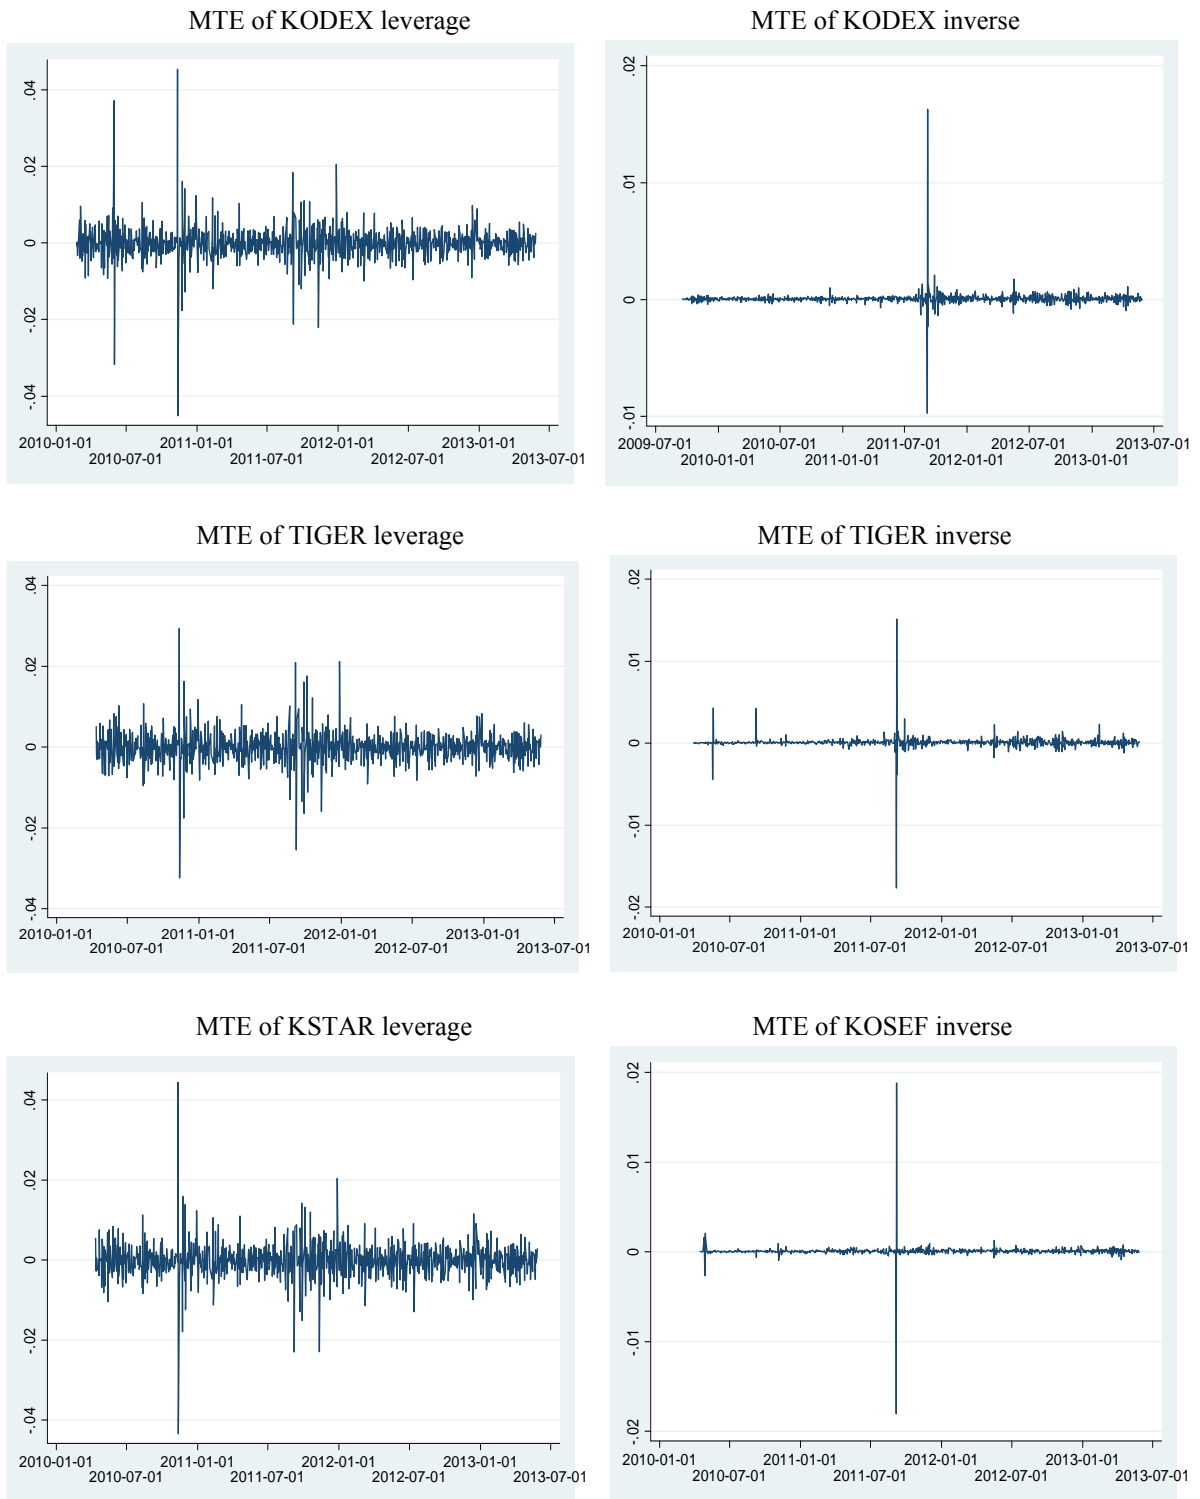 MTE of KODEX leverage
.04
.02
0
-.02
-.04
2010-01-01 2011-01-01 2012-01-01 2013-01-01
2010-07-01 2011-07-01 2012-07-01 2013-07-01
MTE of KODEX inverse
.02
.01
0
-.01
2009-07-01 2010-07-01 2011-07-01 2012-07-01 2013-07-01
2010-01-01 2011-01-01 2012-01-01 2013-01-01
MTE of TIGER leverage
.04
.02
0
-.02
-.04
2010-01-01 2011-01-01 2012-01-01 2013-01-01
2010-07-01 2011-07-01 2012-07-01 2013-07-01
MTE of TIGER inverse
.02
.01
0
-.01
-.02
2010-01-01 2011-01-01 2012-01-01 2013-01-01
2010-07-01 2011-07-01 2012-07-01 2013-07-01
MTE of KSTAR leverage
.04
.02
0
-.02
-.04
2010-01-01 2011-01-01 2012-01-01 2013-01-01
2010-07-01 2011-07-01 2012-07-01 2013-07-01
MTE of KOSEF inverse
.02
.01
0
-.01
-.02
2010-01-01 2011-01-01 2012-01-01 2013-01-01
2010-07-01 2011-07-01 2012-07-01 2013-07-01